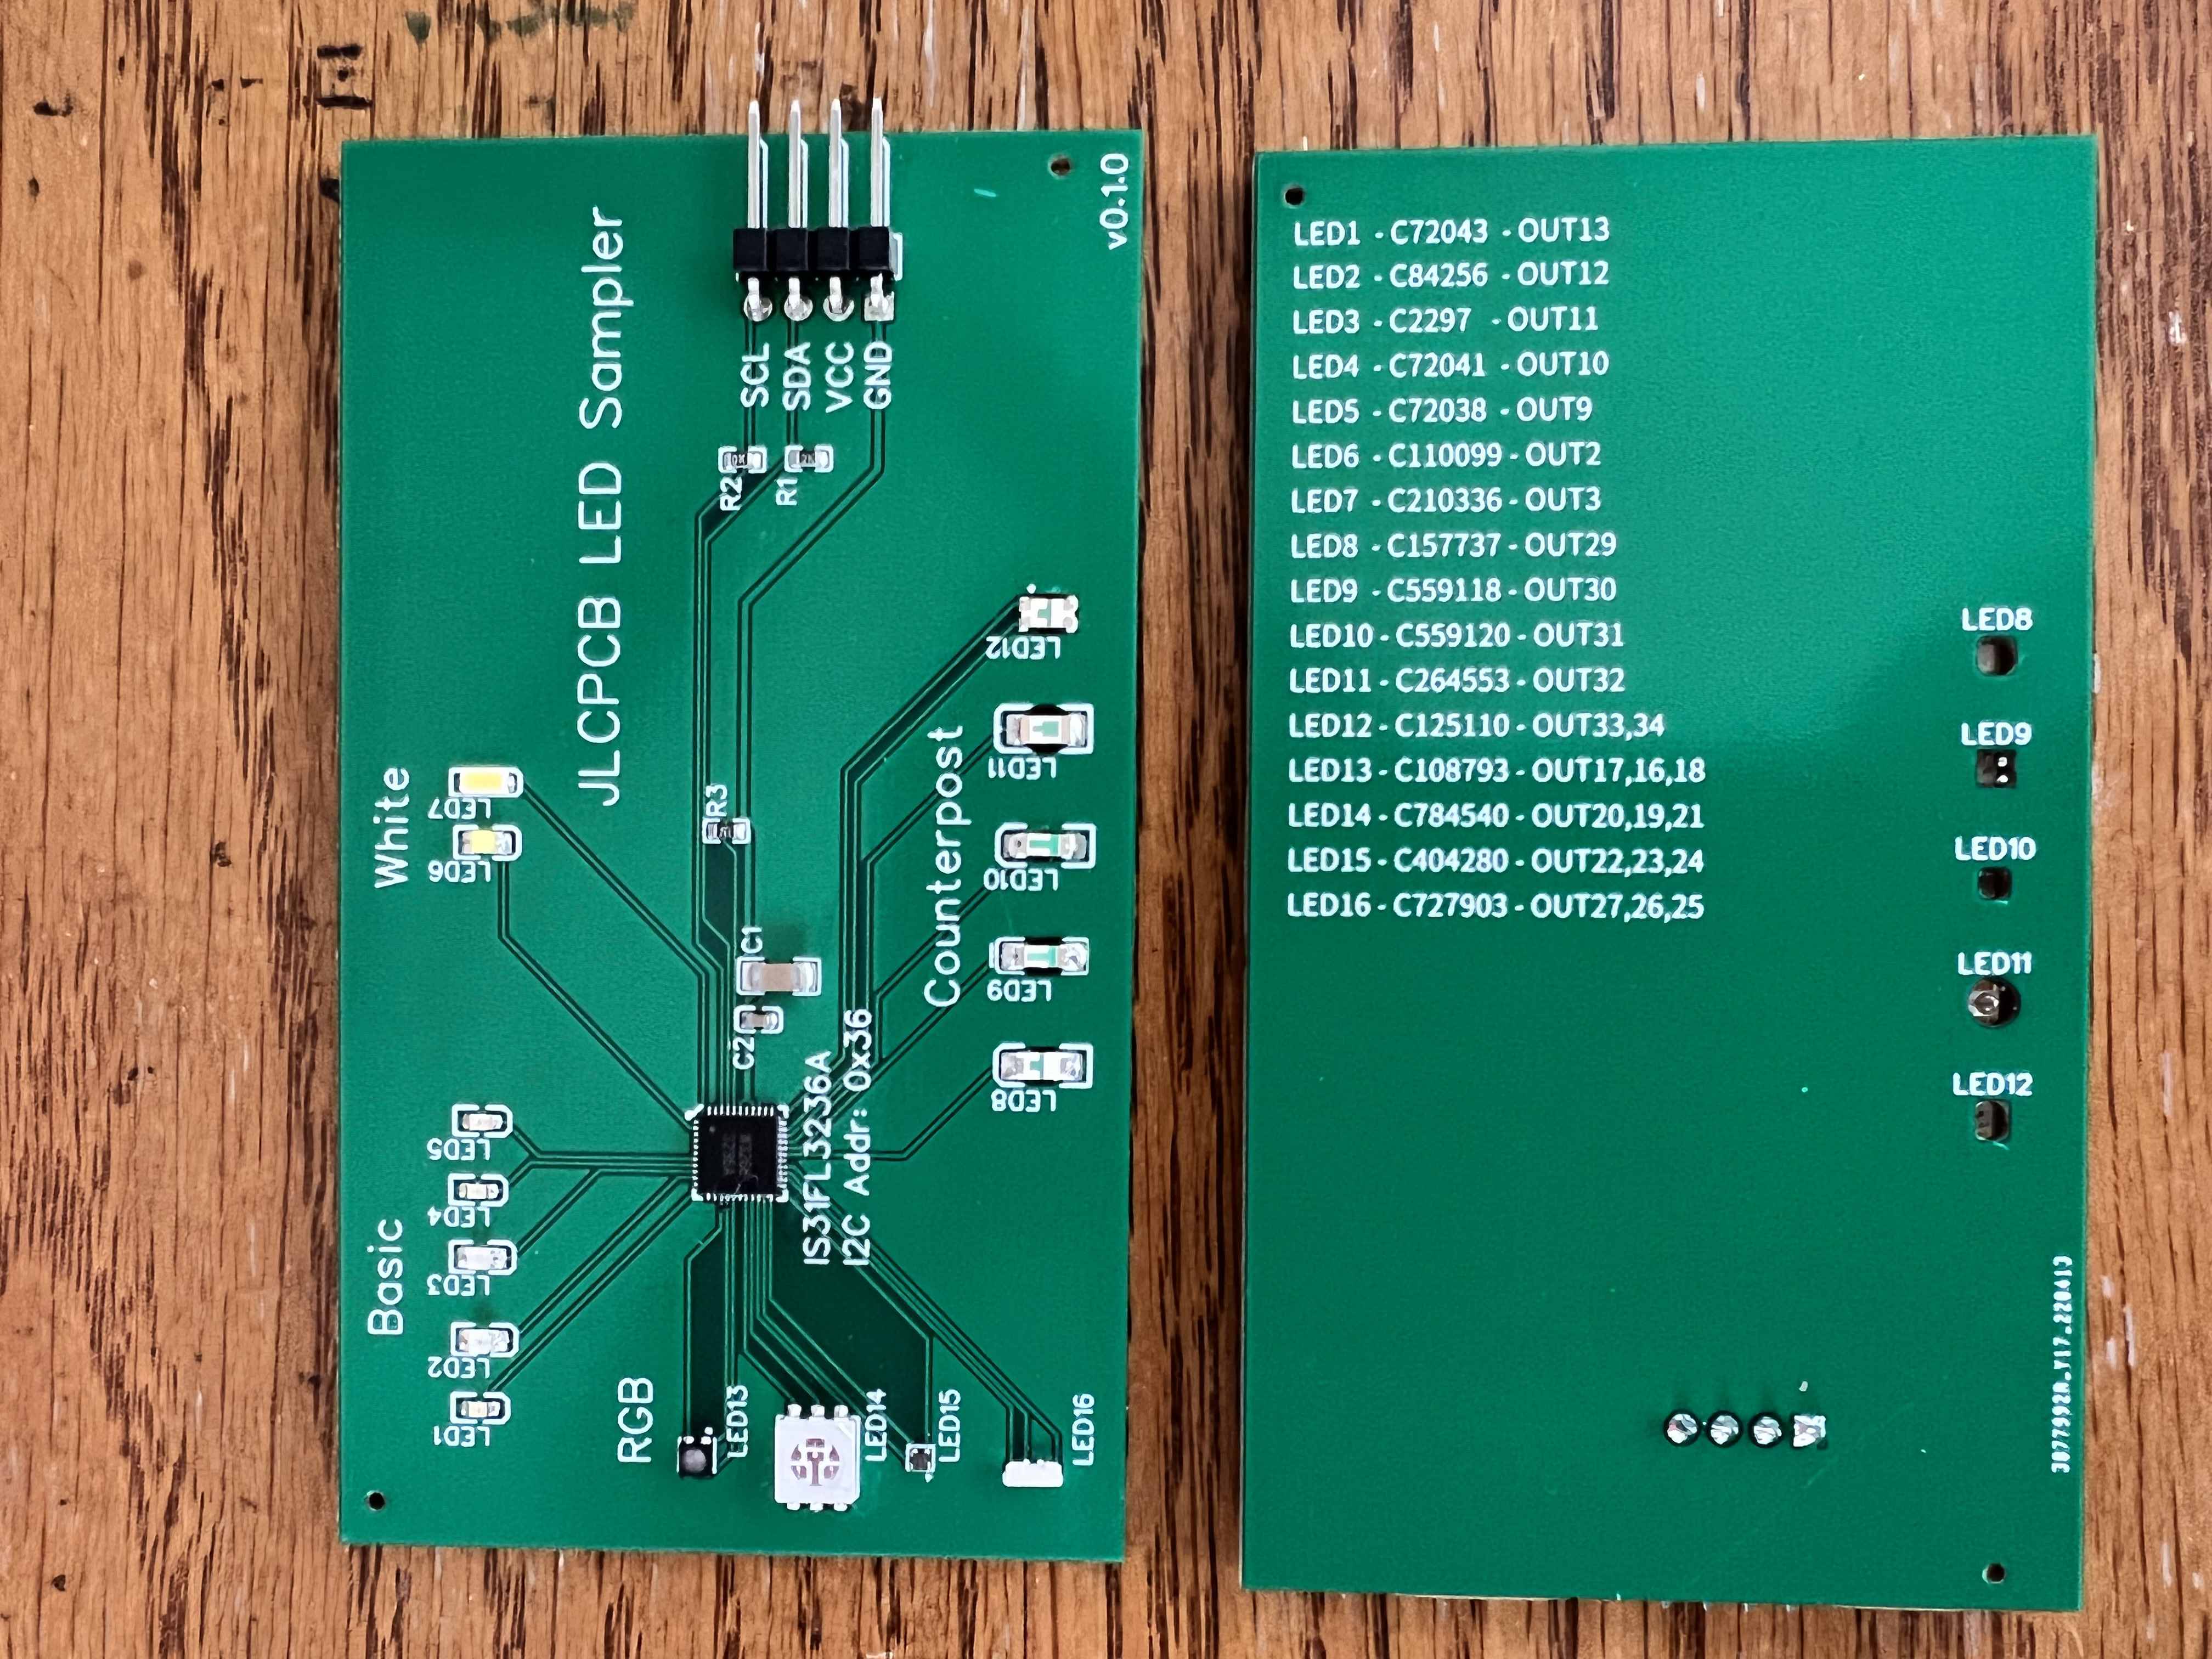 JLCPCB LED Sampler
v0.1.0
SCL
SDA
VCC
GND
R2
R1
White
LED7
LED6
R3
C1
C2
LED12
LED11
LED10
LED9
LED8
Counterpost
IS31FL3236A
I2C Addr: 0x36
Basic
LED5
LED4
LED3
LED2
LED1
RGB
LED13
LED14
LED15
LED16
LED1 - C72043 - OUT13
LED2 - C84256 - OUT12
LED3 - C2297 - OUT11
LED4 - C72041 - OUT10
LED5 - C72038 - OUT9
LED6 - C110099 - OUT2
LED7 - C210336 - OUT3
LED8 - C157737 - OUT29
LED9 - C559118 - OUT30
LED10 - C559120 - OUT31
LED11 - C264553 - OUT32
LED12 - C125110 - OUT33,34
LED13 - C108793 - OUT17,16,18
LED14 - C784540 - OUT20,19,21
LED15 - C404280 - OUT22,23,24
LED16 - C727903 - OUT27,26,25
LED8
LED9
LED10
LED11
LED12
3077992A_Y17_220413